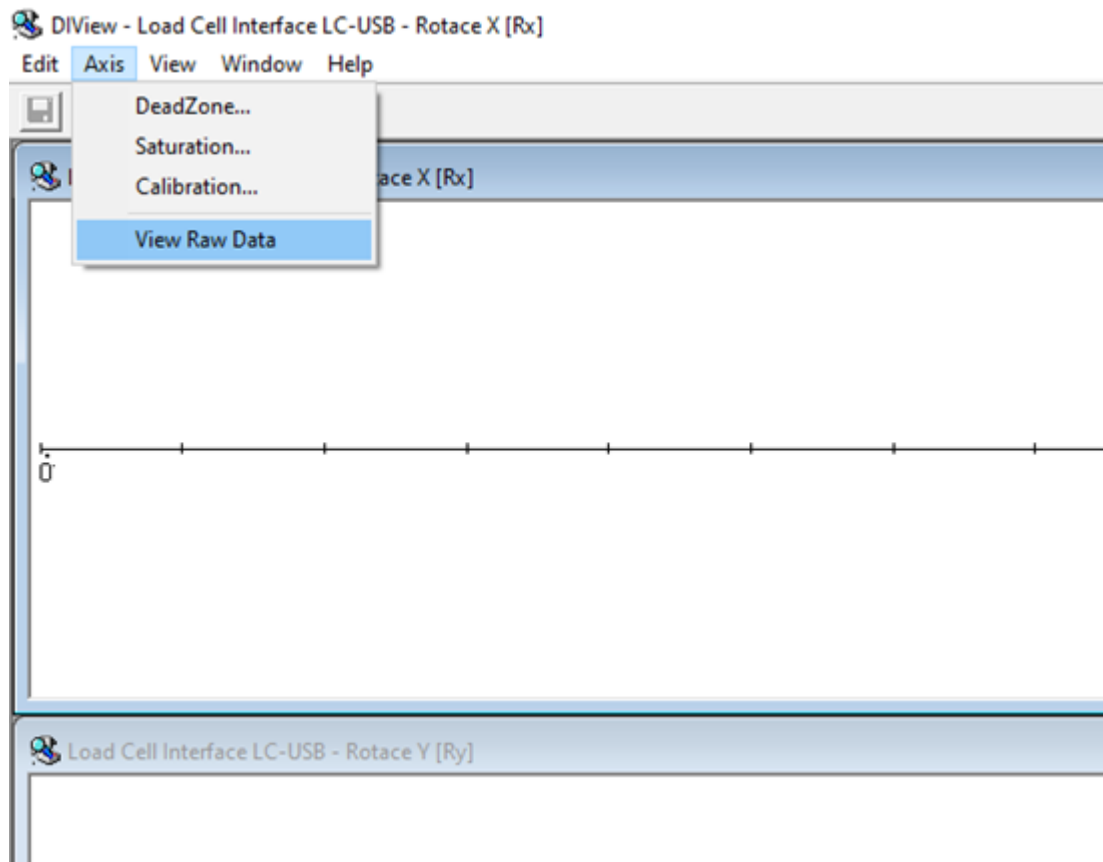 DIView - Load Cell Interface LC-USB - Rotace X [Rx]
Edit Axis View Window Help
DeadZone...
Saturation...
ace X [Rx]
Calibration...
View Raw Data
0
Load Cell Interface LC-USB - Rotace Y [Ry]